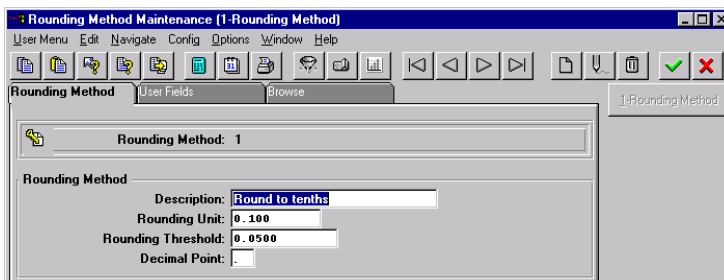 Rounding Method Maintenance (1-Rounding Method)
User Menu Edit Navigate Config Options Window Help
Rounding Method User Fields Browse
1-Rounding Method
Rounding Method: 1
Rounding Method
Description: Round to tenths
Rounding Unit: 0.100
Rounding Threshold: 0.0500
Decimal Point: .